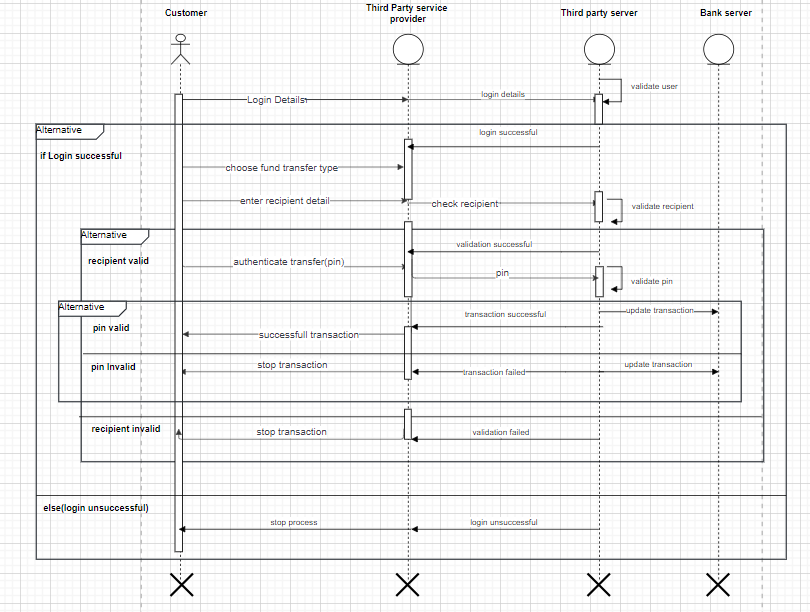 Customer
Third Party service
provider
Third party server
Bank server
validate user
Login Details
login details
Alternative
login successful
if Login successful
choose fund transfer type
enter recipient detail
check recipient
validate recipient
Alternative
validation successful
recipient valid
authenticate transfer(pin)
pin
validate pin
Alternative
transaction successful
update transaction
pin valid
successfull transaction
pin Invalid
stop transaction
transaction failed
update transaction
recipient invalid
stop transaction
validation failed
else(login unsuccessful)
stop process
login unsuccessful